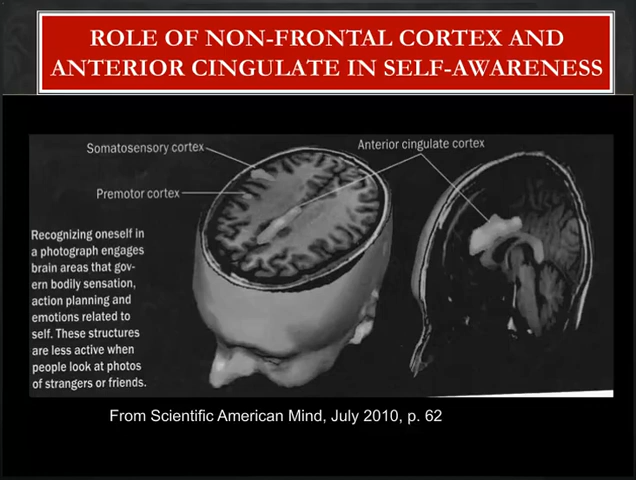 ROLE OF NON-FRONTAL CORTEX AND
ANTERIOR CINGULATE IN SELF-AWARENESS
Somatosensory cortex
Anterior cingulate cortex
Premotor cortex
Recognizing oneself in
a photograph engages
brain areas that gov-
ern bodily sensation,
action planning and
emotions related to
self. These structures
are less active when
people look at photos
of strangers or friends.
From Scientific American Mind, July 2010, p. 62